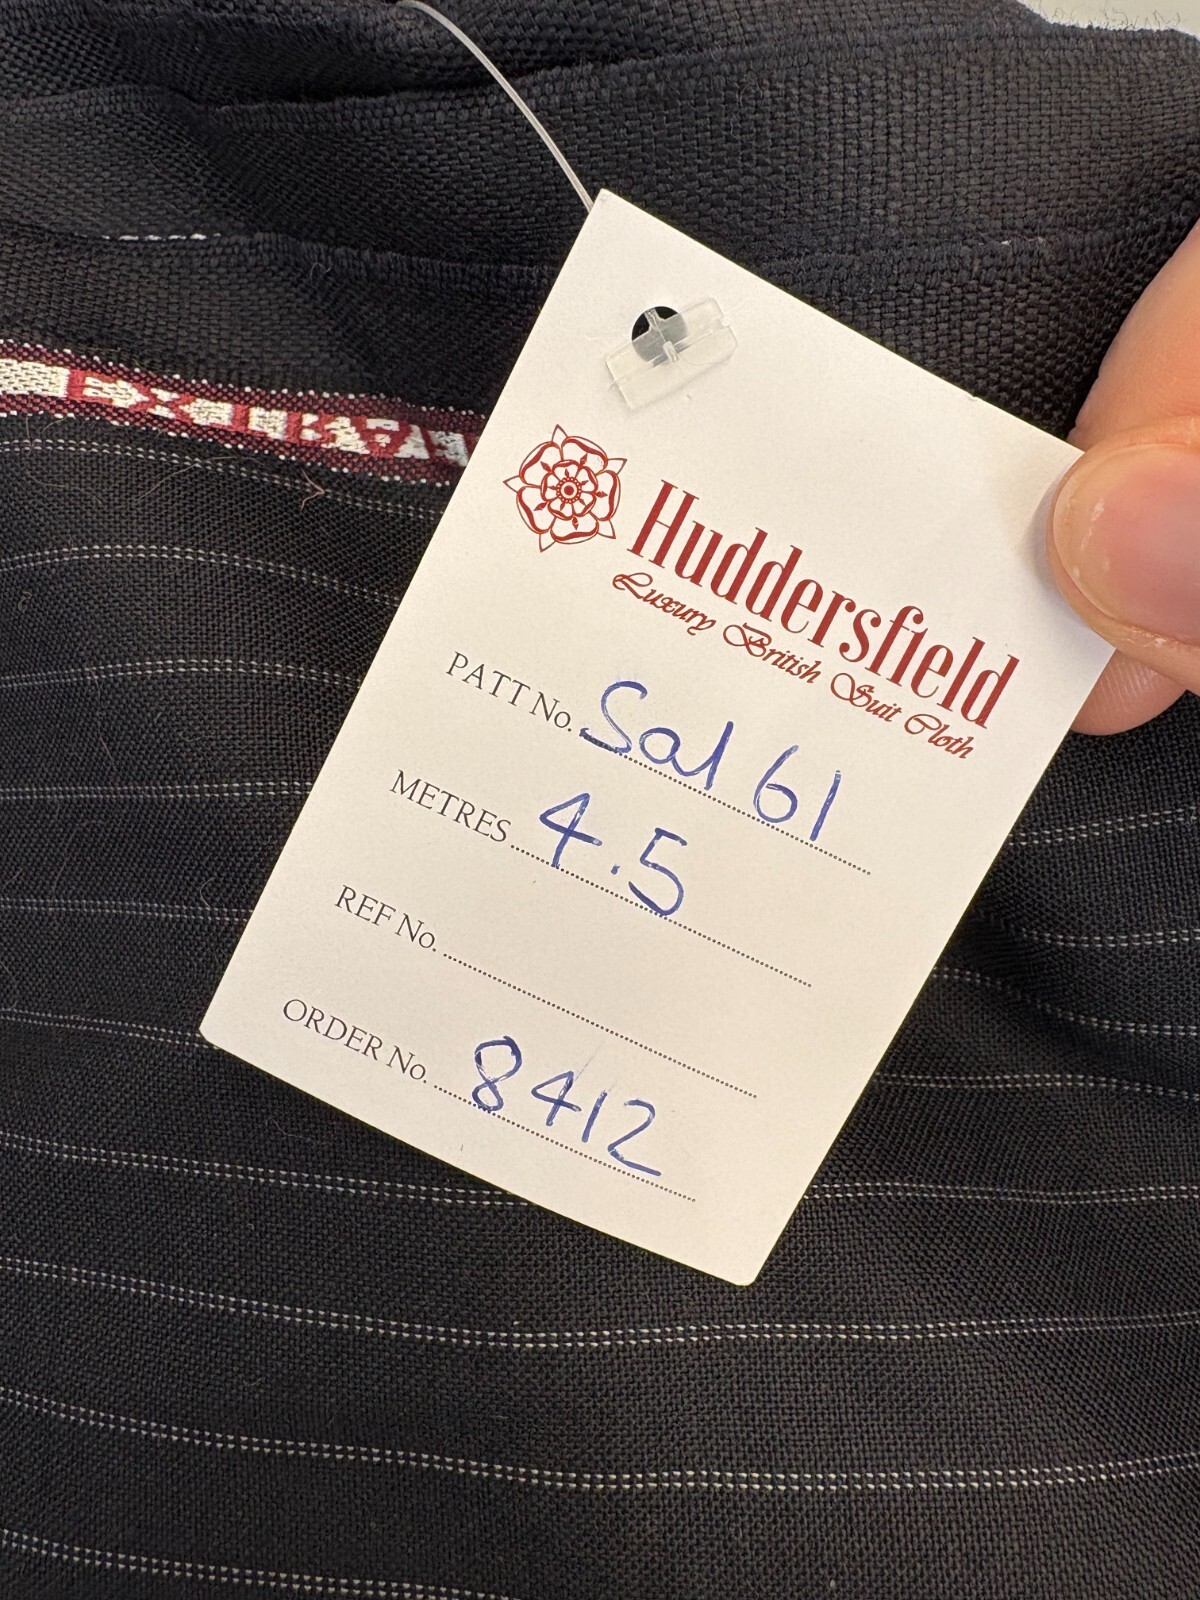 Huddersfield
Luxury British Suit Cloth
PATT No. Sal 61
METRES 4.5
REF No.
ORDER No. 8412